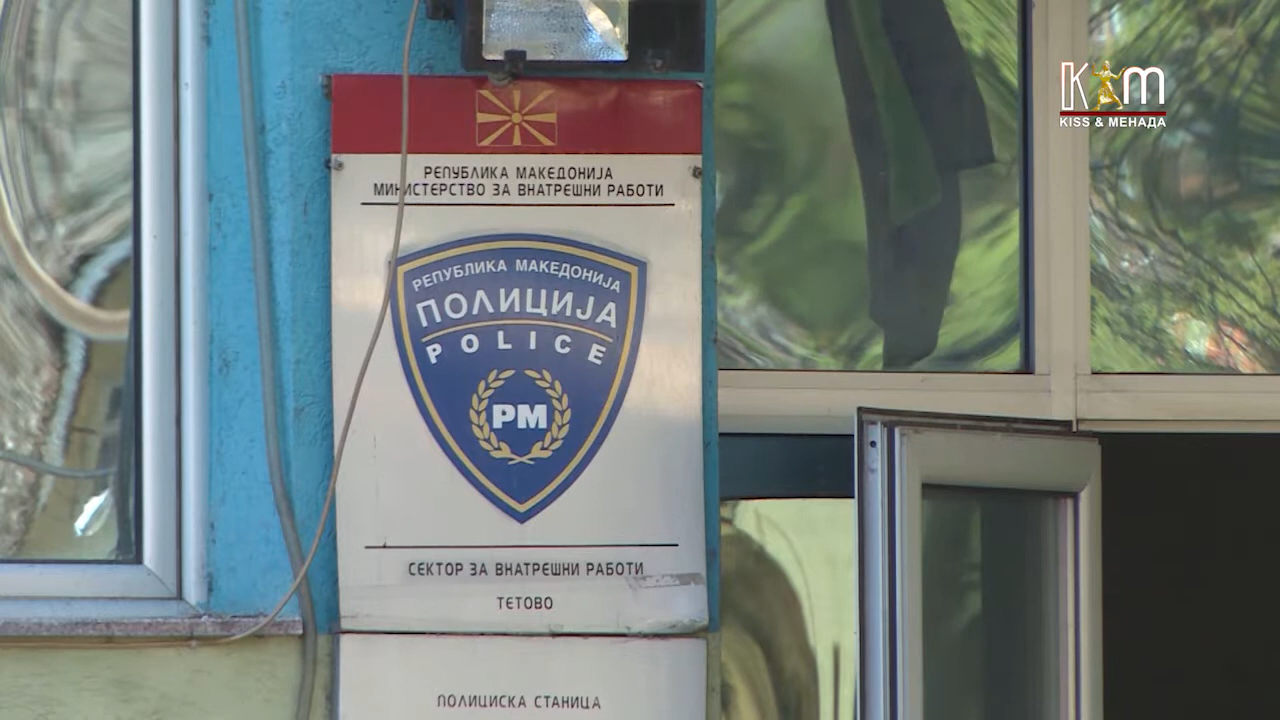 KISS & МЕНАДА
РЕПУБЛИКА МАКЕДОНИЈА
МИНИСТЕРСТВО ЗА ВНАТРЕШНИ РАБОТИ
РЕПУБЛИКА МАКЕДОНИЈА
ПОЛИЦИЈА
POLICE
РМ
СЕКТОР ЗА ВНАТРЕШНИ РАБОТИ
ТЕТОВО
ПОЛИЦИСКА СТАНИЦА